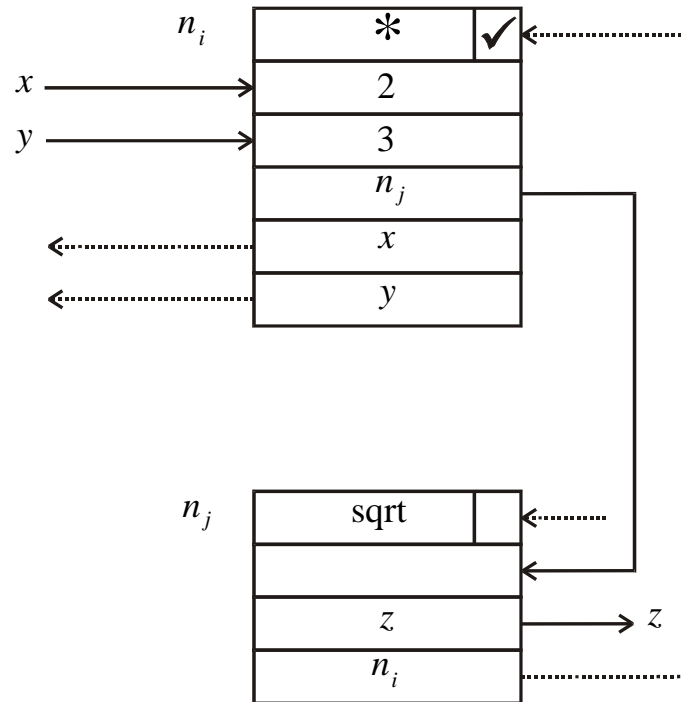 n_i * ✓
x 2
y 3
n_j
x
y
n_j sqrt
z z
n_i